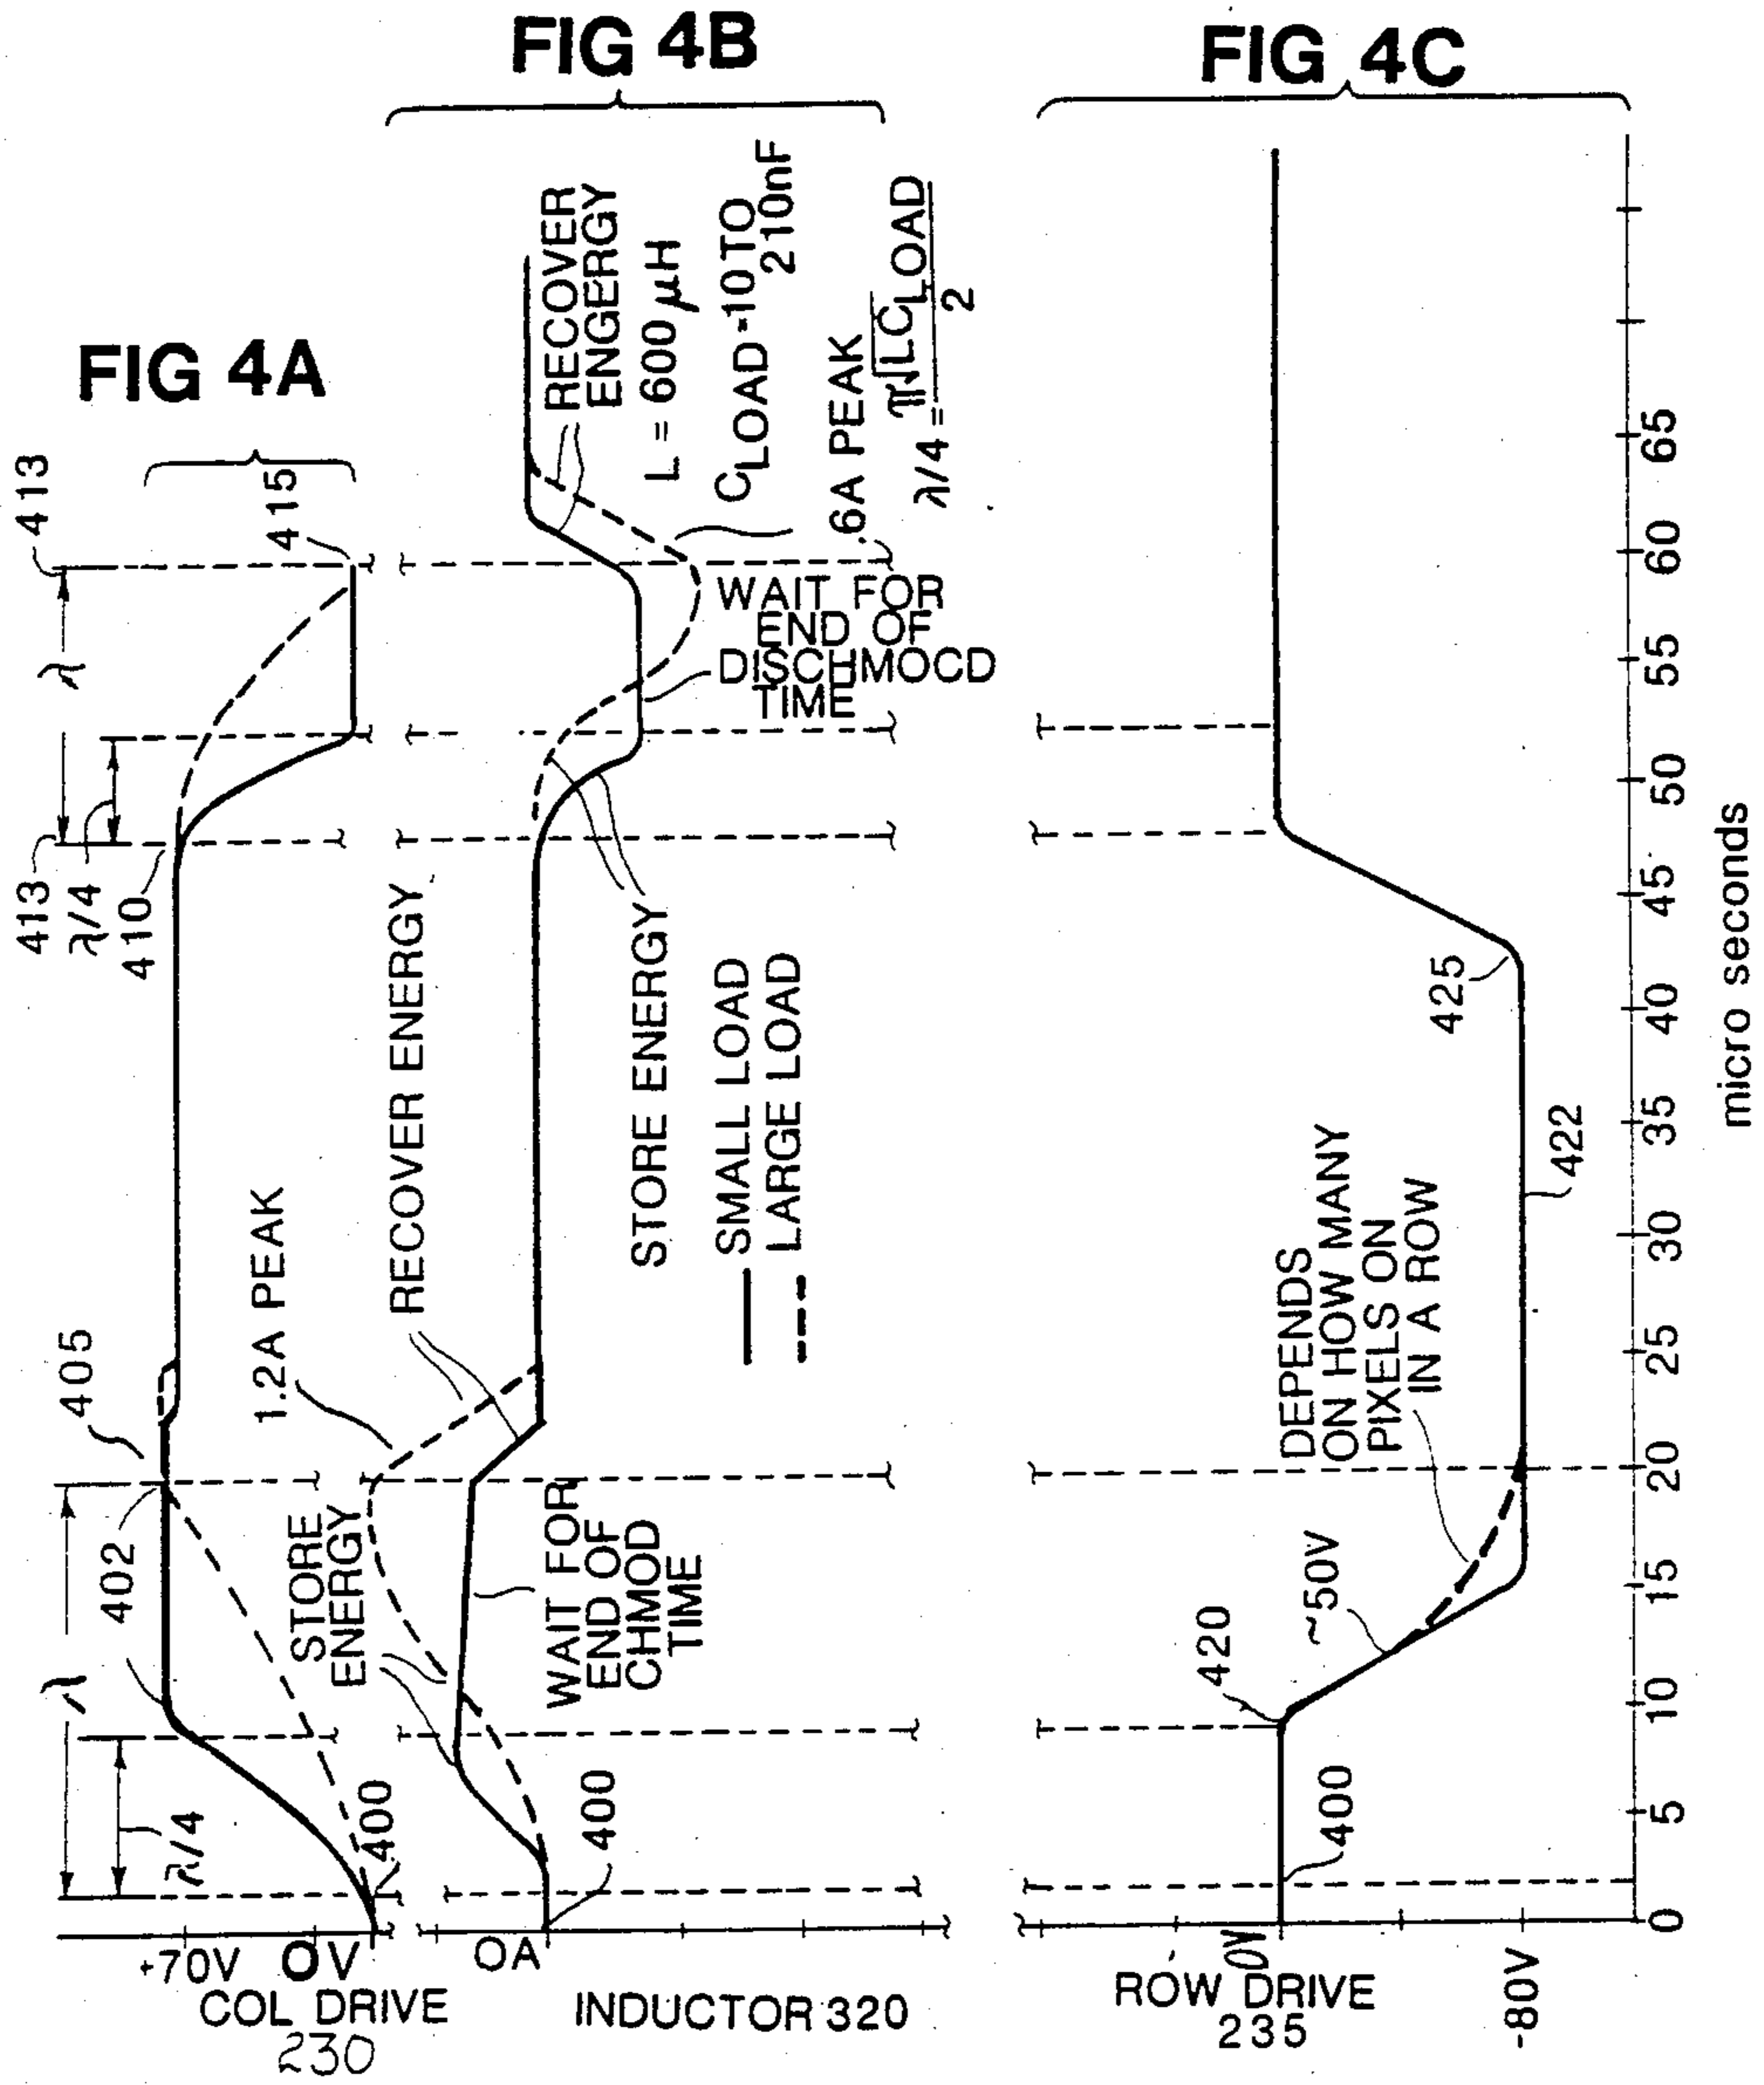 FIG 4A
413
λ
413
λ/4
410
415
405
402
λ
λ/4
400
+70V
0V
COL DRIVE
230
FIG 4B
RECOVER
ENGERGY
L = 600 μH
CLOAD = 10 TO
210nF
.6A PEAK
λ/4 = π√LCLOAD
2
WAIT FOR
END OF
DISCHMOCD
TIME
RECOVER ENERGY
STORE ENERGY
1.2A PEAK
SMALL LOAD
LARGE LOAD
STORE
ENERGY
WAIT FOR
END OF
CHMOD
TIME
400
0A
INDUCTOR 320
FIG 4C
425
422
DEPENDS
ON HOW MANY
PIXELS ON
IN A ROW
~50V
420
400
0V
-80V
ROW DRIVE
235
0 5 10 15 20 25 30 35 40 45 50 55 60 65
micro seconds